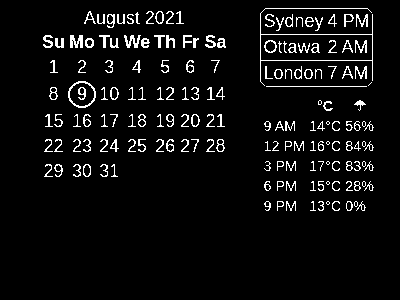 August 2021
Su Mo Tu We Th Fr Sa
1 2 3 4 5 6 7
8 9 10 11 12 13 14
15 16 17 18 19 20 21
22 23 24 25 26 27 28
29 30 31
Sydney 4 PM
Ottawa 2 AM
London 7 AM
°C ☂
9 AM 14°C 56%
12 PM 16°C 84%
3 PM 17°C 83%
6 PM 15°C 28%
9 PM 13°C 0%